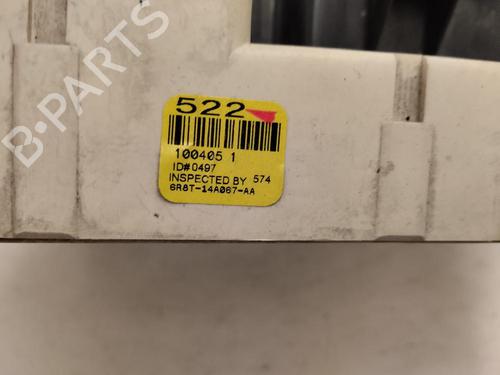 B-PARTS
522
100405 1
ID#0497
INSPECTED BY 574
6R8T-14A067-AA